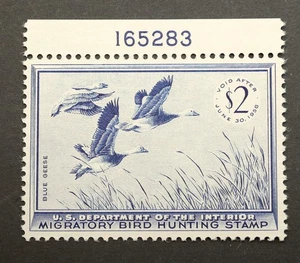 165283
VOID AFTER
$2
JUNE 30, 1956
BLUE GEESE
U.S. DEPARTMENT OF THE INTERIOR
MIGRATORY BIRD HUNTING STAMP